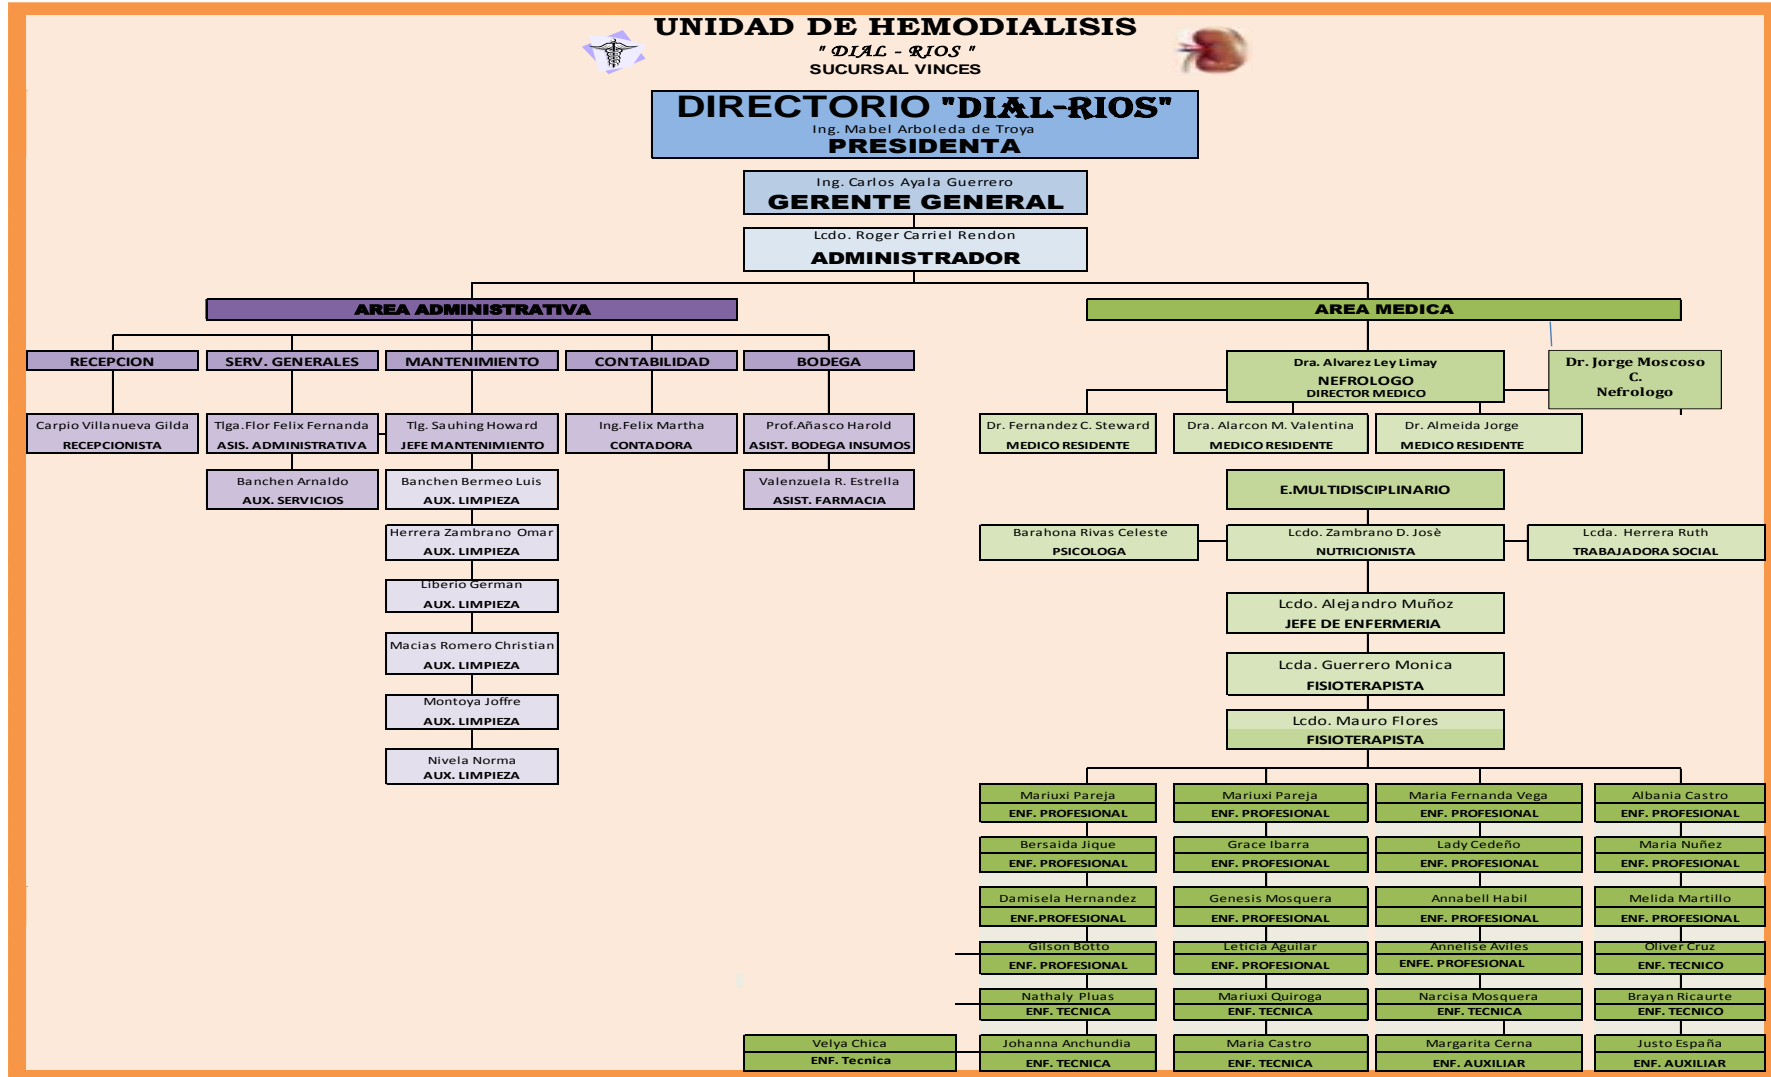 UNIDAD DE HEMODIALISIS
" DIAL - RIOS "
SUCURSAL VINCES
DIRECTORIO "DIAL-RIOS"
Ing. Mabel Arboleda de Troya
PRESIDENTA
Ing. Carlos Ayala Guerrero
GERENTE GENERAL
Lcdo. Roger Carriel Rendon
ADMINISTRADOR
AREA ADMINISTRATIVA
RECEPCION
Carpio Villanueva Gilda
RECEPCIONISTA
SERV. GENERALES
Tlga.Flor Felix Fernanda
ASIS. ADMINISTRATIVA
Banchen Arnaldo
AUX. SERVICIOS
MANTENIMIENTO
Tlg. Sauhing Howard
JEFE MANTENIMIENTO
Banchen Bermeo Luis
AUX. LIMPIEZA
Herrera Zambrano Omar
AUX. LIMPIEZA
Liberio German
AUX. LIMPIEZA
Macias Romero Christian
AUX. LIMPIEZA
Montoya Joffre
AUX. LIMPIEZA
Nivela Norma
AUX. LIMPIEZA
CONTABILIDAD
Ing.Felix Martha
CONTADORA
BODEGA
Prof.Añasco Harold
ASIST. BODEGA INSUMOS
Valenzuela R. Estrella
ASIST. FARMACIA
AREA MEDICA
Dra. Alvarez Ley Limay
NEFROLOGO
DIRECTOR MEDICO
Dr. Jorge Moscoso
C.
Nefrologo
Dr. Fernandez C. Steward
MEDICO RESIDENTE
Dra. Alarcon M. Valentina
MEDICO RESIDENTE
Dr. Almeida Jorge
MEDICO RESIDENTE
E.MULTIDISCIPLINARIO
Barahona Rivas Celeste
PSICOLOGA
Lcdo. Zambrano D. Josè
NUTRICIONISTA
Lcda. Herrera Ruth
TRABAJADORA SOCIAL
Lcdo. Alejandro Muñoz
JEFE DE ENFERMERIA
Lcda. Guerrero Monica
FISIOTERAPISTA
Lcdo. Mauro Flores
FISIOTERAPISTA
Mariuxi Pareja
ENF. PROFESIONAL
Bersaida Jique
ENF. PROFESIONAL
Damisela Hernandez
ENF.PROFESIONAL
Gilson Botto
ENF. PROFESIONAL
Nathaly Pluas
ENF. TECNICA
Velya Chica
ENF. Tecnica
Johanna Anchundia
ENF. TECNICA
Mariuxi Pareja
ENF. PROFESIONAL
Grace Ibarra
ENF. PROFESIONAL
Genesis Mosquera
ENF. PROFESIONAL
Leticia Aguilar
ENF. PROFESIONAL
Mariuxi Quiroga
ENF. TECNICA
Maria Castro
ENF. TECNICA
Maria Fernanda Vega
ENF. PROFESIONAL
Lady Cedeño
ENF. PROFESIONAL
Annabell Habil
ENF. PROFESIONAL
Annelise Aviles
ENFE. PROFESIONAL
Narcisa Mosquera
ENF. TECNICA
Margarita Cerna
ENF. AUXILIAR
Albania Castro
ENF. PROFESIONAL
Maria Nuñez
ENF. PROFESIONAL
Melida Martillo
ENF. PROFESIONAL
Oliver Cruz
ENF. TECNICO
Brayan Ricaurte
ENF. TECNICO
Justo España
ENF. AUXILIAR